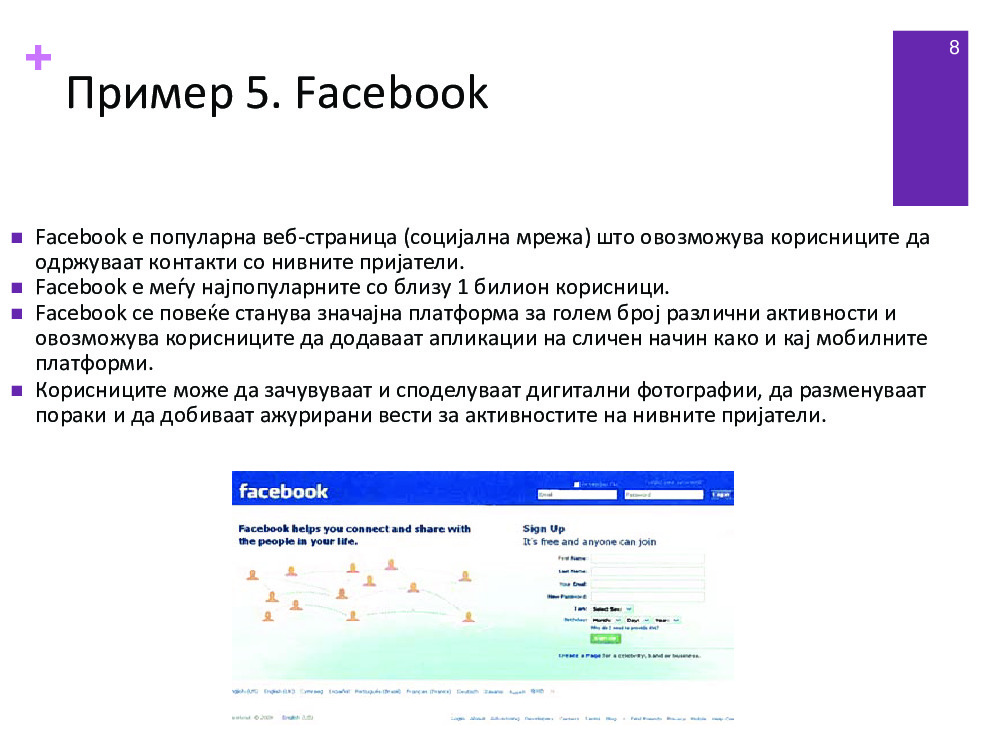 8
+
Пример 5. Facebook
Facebook е популарна веб-страница (социјална мрежа) што овозможува корисниците да
одржуваат контакти со нивните пријатели.
Facebook е меѓу најпопуларните со близу 1 билион корисници.
Facebook се повеќе станува значајна платформа за голем број различни активности и
овозможува корисниците да додаваат апликации на сличен начин како и кај мобилните
платформи.
Корисниците може да зачувуваат и споделуваат дигитални фотографии, да разменуваат
пораки и да добиваат ажурирани вести за активностите на нивните пријатели.
facebook
Email Password Login
Facebook helps you connect and share with
the people in your life.
Sign Up
It's free and anyone can join
First Name:
Last Name:
Your Email:
New Password:
I am: Select Sex:
Birthday: Month: Day: Year:
Why do I need to provide this?
Sign Up
Create a Page for a celebrity, band or business.
English (US) English (UK) Cymraeg Español Português (Brasil) Français (France) Deutsch Italiano
© 2009 English (US)
Login About Advertising Developers Careers Terms Blog Find Friends Privacy Mobile